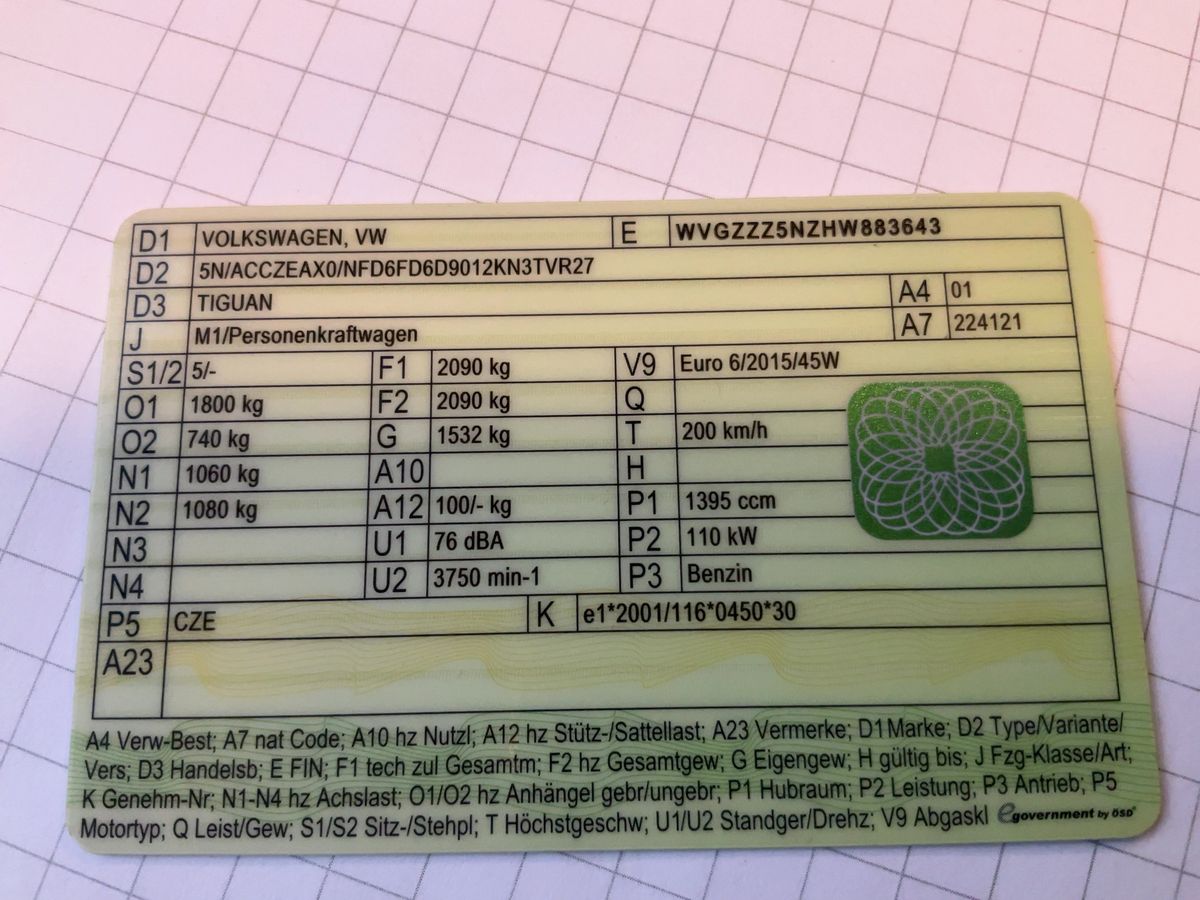 D1 VOLKSWAGEN, VW E WVGZZZ5NZHW883643
D2 5N/ACCZEAX0/NFD6FD6D9012KN3TVR27
D3 TIGUAN A4 01
J M1/Personenkraftwagen A7 224121
S1/2 5/- F1 2090 kg V9 Euro 6/2015/45W
O1 1800 kg F2 2090 kg Q
O2 740 kg G 1532 kg T 200 km/h
N1 1060 kg A10 H
N2 1080 kg A12 100/- kg P1 1395 ccm
N3 U1 76 dBA P2 110 kW
N4 U2 3750 min-1 P3 Benzin
P5 CZE K e1*2001/116*0450*30
A23
A4 Verw-Best; A7 nat Code; A10 hz Nutzl; A12 hz Stütz-/Sattellast; A23 Vermerke; D1 Marke; D2 Type/Variante/
Vers; D3 Handelsb; E FIN; F1 tech zul Gesamtm; F2 hz Gesamtgew; G Eigengew; H gültig bis; J Fzg-Klasse/Art;
K Genehm-Nr; N1-N4 hz Achslast; O1/O2 hz Anhängel gebr/ungebr; P1 Hubraum; P2 Leistung; P3 Antrieb; P5
Motortyp; Q Leist/Gew; S1/S2 Sitz-/Stehpl; T Höchstgeschw; U1/U2 Standger/Drehz; V9 Abgaskl egovernment by ÖSD